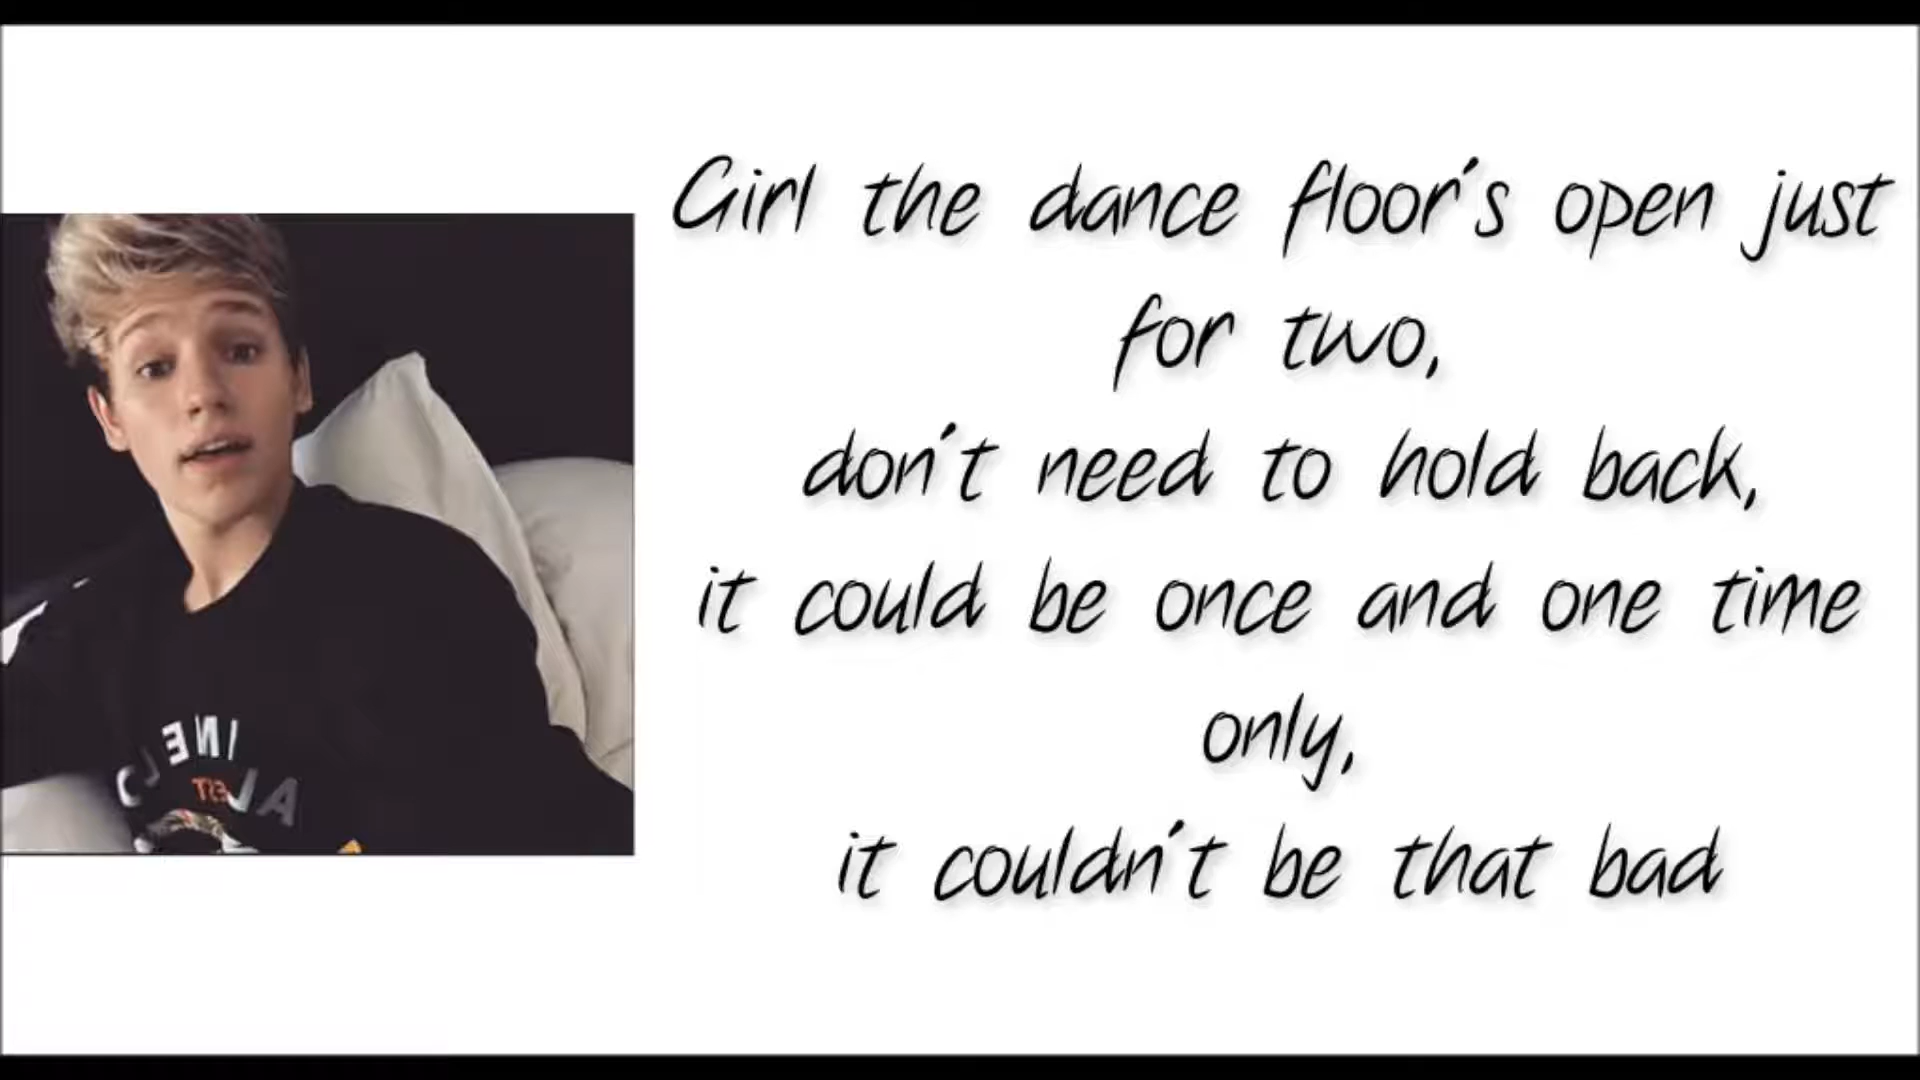 Girl the dance floor's open just
for two,
don't need to hold back,
it could be once and one time
only,
it couldn't be that bad